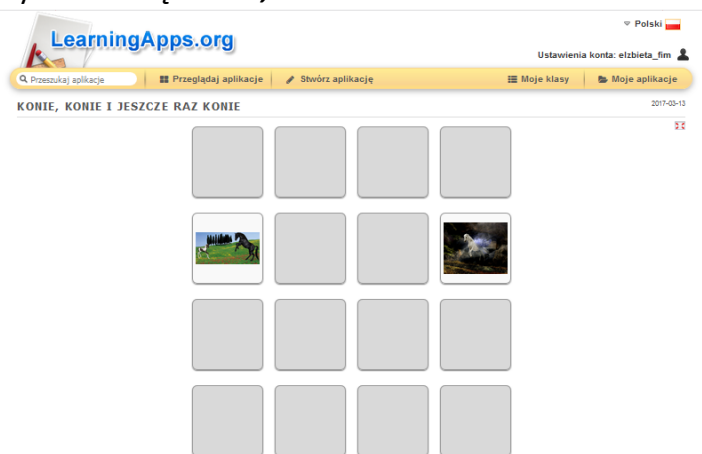 Polski
LearningApps.org
Ustawienia konta: elzbieta_fim
Przeszukaj aplikacje
Przeglądaj aplikacje
Stwórz aplikację
Moje klasy
Moje aplikacje
KONIE, KONIE I JESZCZE RAZ KONIE
2017-03-13